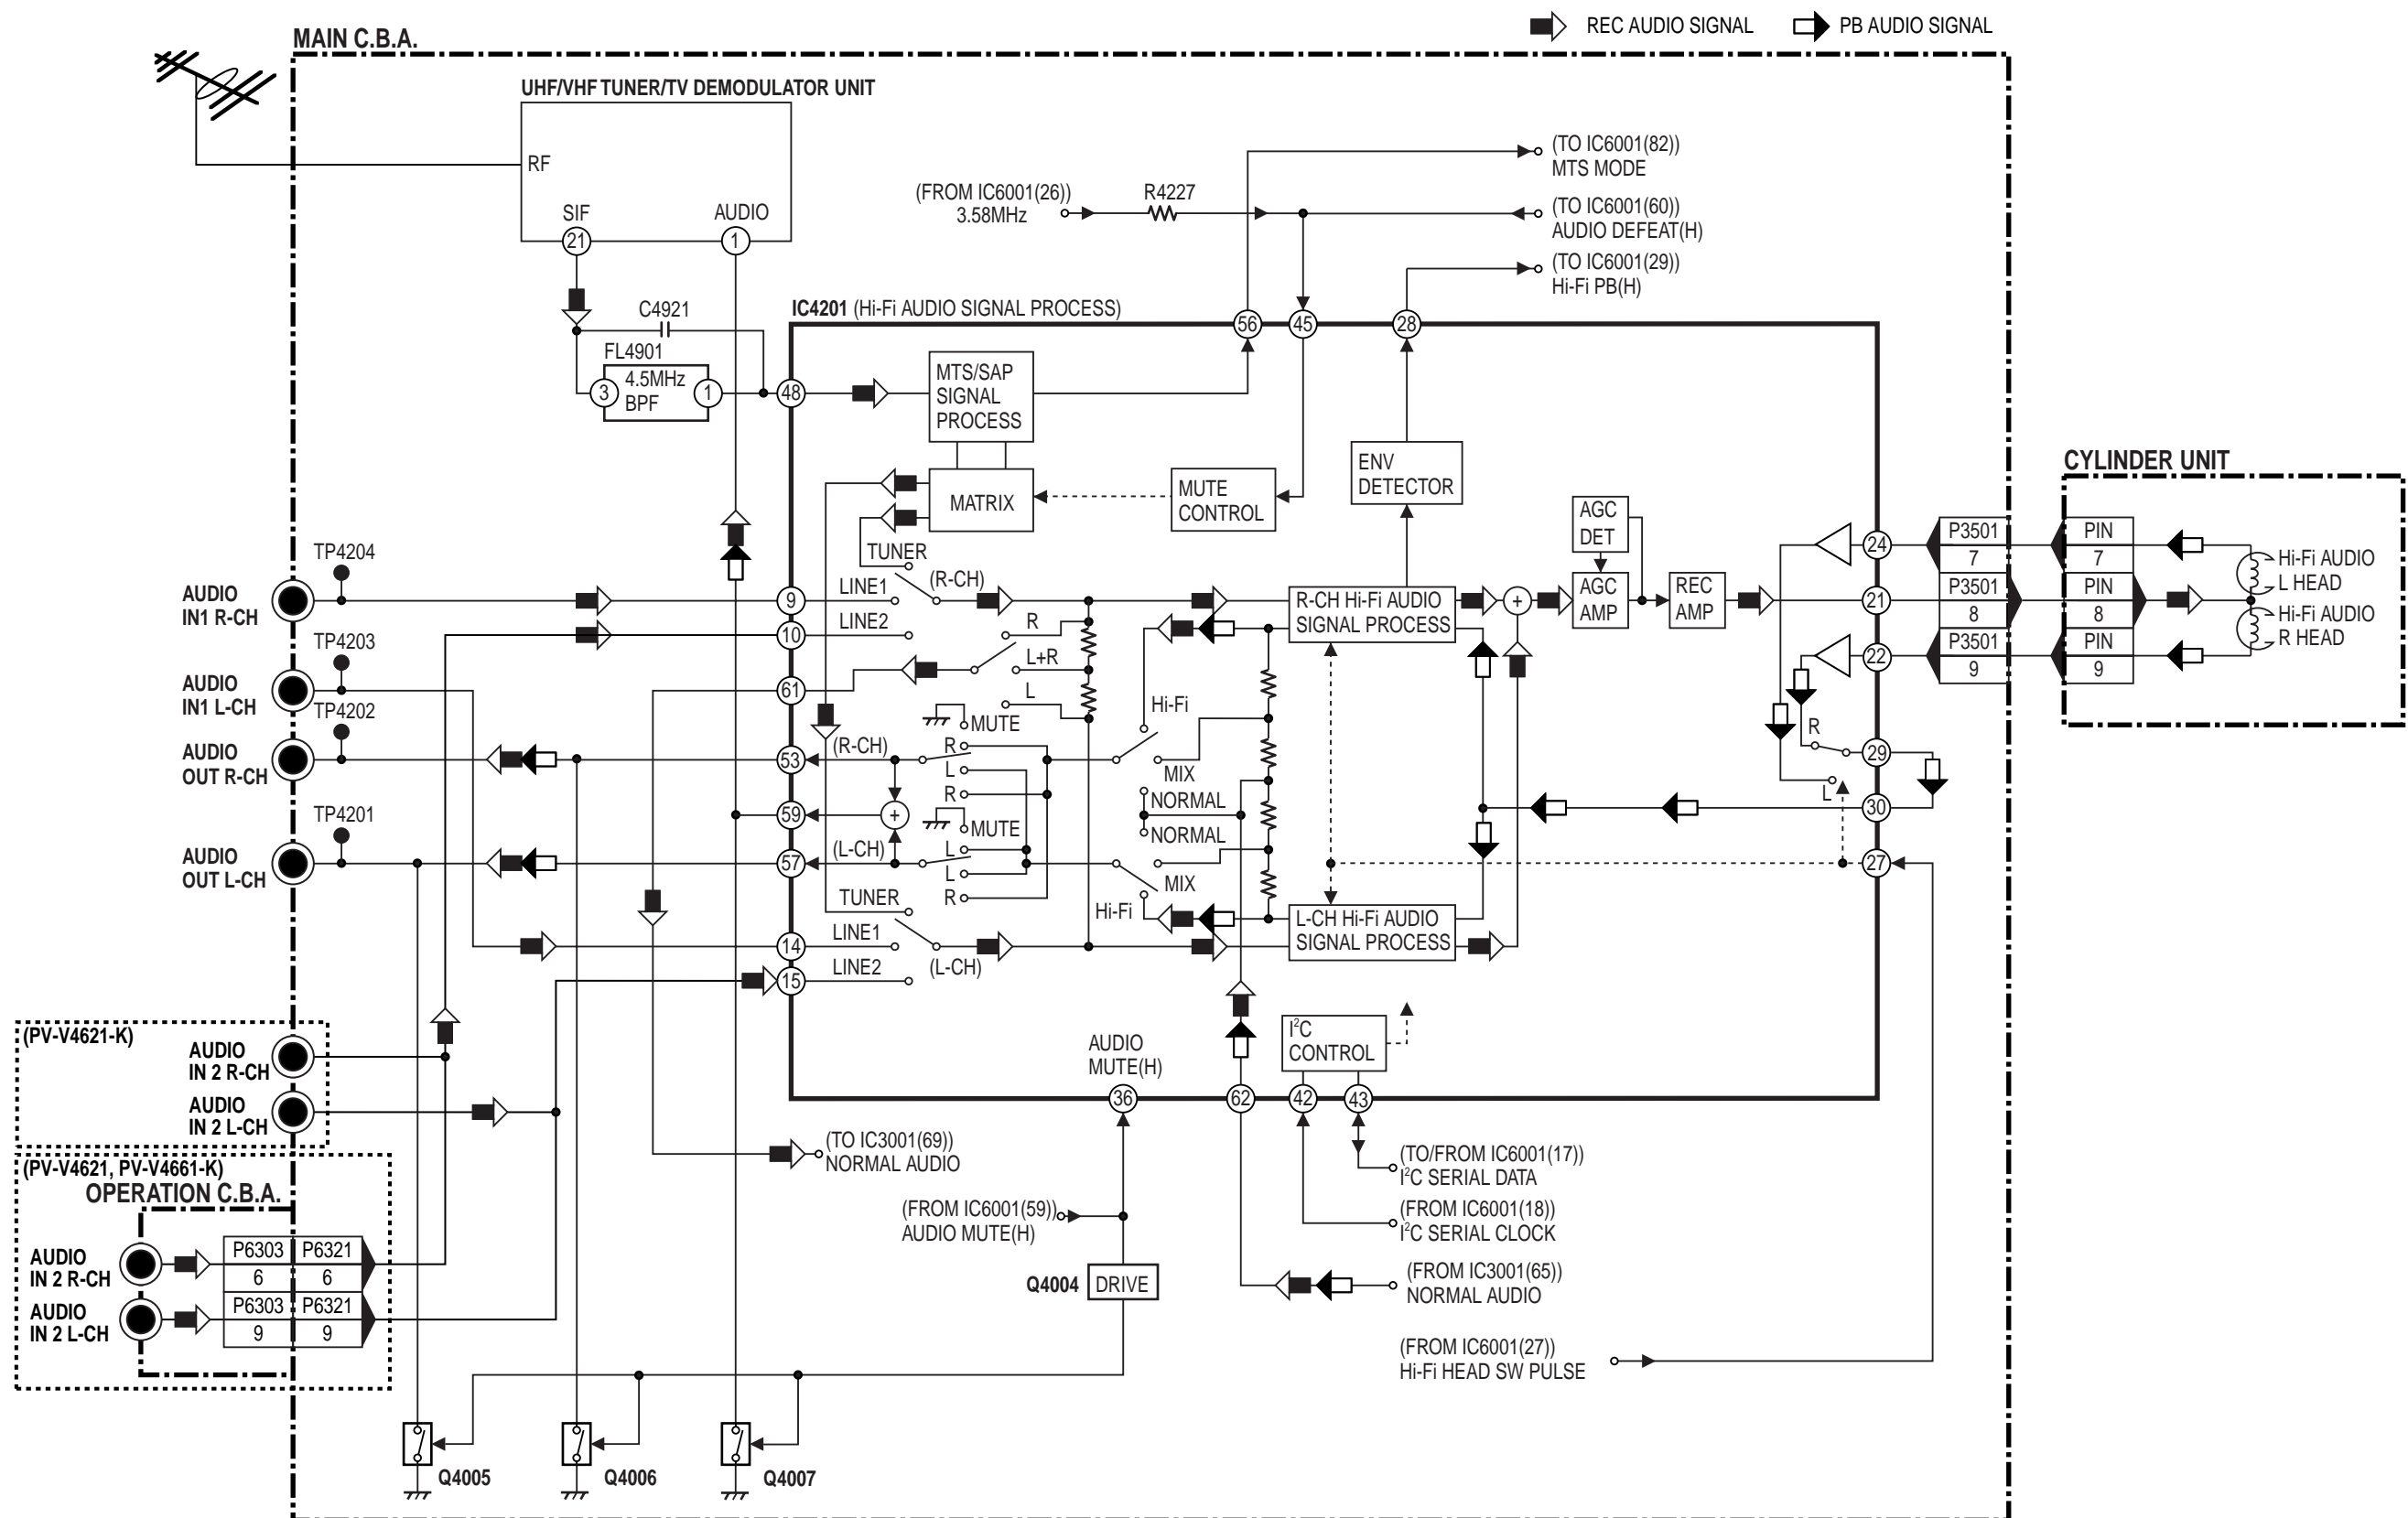 REC AUDIO SIGNAL
PB AUDIO SIGNAL
MAIN C.B.A.
UHF/VHF TUNER/TV DEMODULATOR UNIT
RF
SIF
AUDIO
21
1
(TO IC6001(82))
MTS MODE
(FROM IC6001(26))
3.58MHz
R4227
(TO IC6001(60))
AUDIO DEFEAT(H)
(TO IC6001(29))
Hi-Fi PB(H)
C4921
FL4901
3
4.5MHz
BPF
1
IC4201 (Hi-Fi AUDIO SIGNAL PROCESS)
56
45
28
48
MTS/SAP
SIGNAL
PROCESS
MATRIX
MUTE
CONTROL
ENV
DETECTOR
AGC
DET
AGC
AMP
REC
AMP
CYLINDER UNIT
24
21
22
P3501
7
P3501
8
P3501
9
PIN
7
PIN
8
PIN
9
Hi-Fi AUDIO
L HEAD
Hi-Fi AUDIO
R HEAD
TP4204
AUDIO
IN1 R-CH
TP4203
AUDIO
IN1 L-CH
TP4202
AUDIO
OUT R-CH
TP4201
AUDIO
OUT L-CH
9
10
61
53
59
57
14
15
TUNER
LINE1
(R-CH)
LINE2
R
L+R
L
MUTE
(R-CH)
R
L
R
+
MUTE
(L-CH)
L
L
R
TUNER
LINE1
LINE2
(L-CH)
Hi-Fi
MIX
NORMAL
NORMAL
MIX
Hi-Fi
R-CH Hi-Fi AUDIO
SIGNAL PROCESS
+
L-CH Hi-Fi AUDIO
SIGNAL PROCESS
R
L
29
30
27
(PV-V4621-K)
AUDIO
IN 2 R-CH
AUDIO
IN 2 L-CH
(PV-V4621, PV-V4661-K)
OPERATION C.B.A.
AUDIO
IN 2 R-CH
AUDIO
IN 2 L-CH
P6303
6
P6321
6
P6303
9
P6321
9
AUDIO
MUTE(H)
I²C
CONTROL
36
62
42
43
(TO IC3001(69))
NORMAL AUDIO
(FROM IC6001(59))
AUDIO MUTE(H)
Q4004
DRIVE
(TO/FROM IC6001(17))
I²C SERIAL DATA
(FROM IC6001(18))
I²C SERIAL CLOCK
(FROM IC3001(65))
NORMAL AUDIO
(FROM IC6001(27))
Hi-Fi HEAD SW PULSE
Q4005
Q4006
Q4007